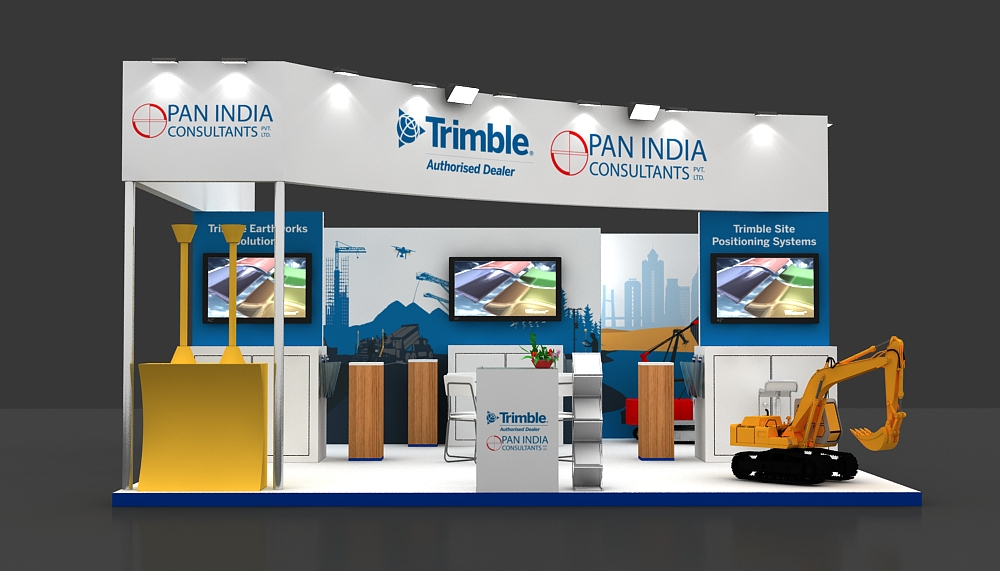 PAN INDIA
CONSULTANTS PVT. LTD.
Trimble®
Authorised Dealer
PAN INDIA
CONSULTANTS PVT. LTD.
Trimble Site
Positioning Systems
Trimble
Authorised Dealer
PAN INDIA
CONSULTANTS